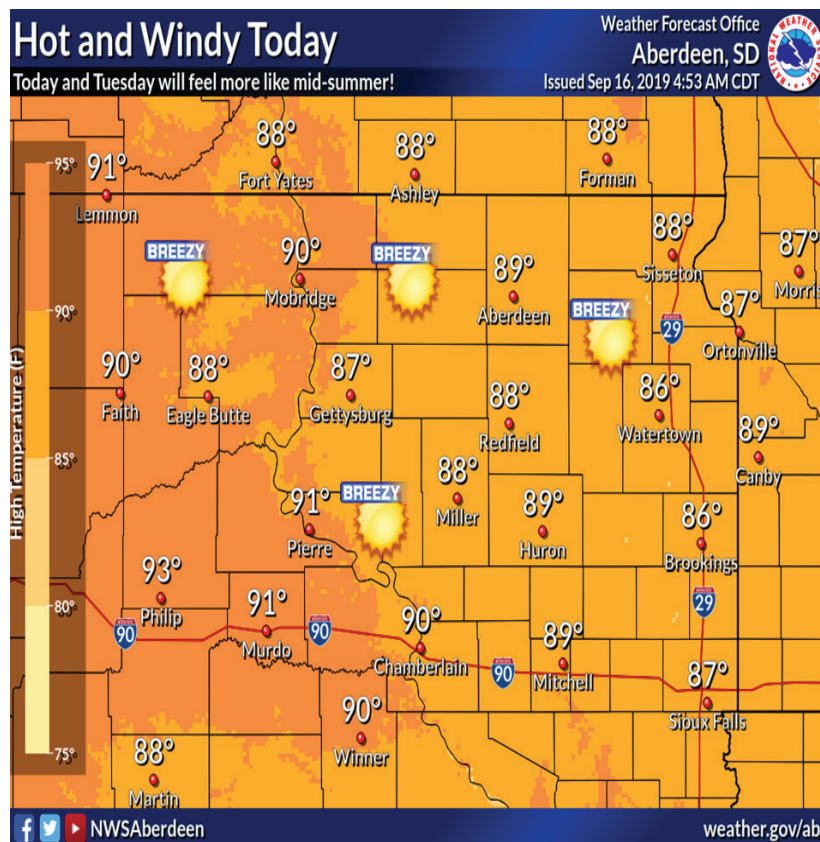 Hot and Windy Today
Today and Tuesday will feel more like mid-summer!
Weather Forecast Office
Aberdeen, SD
Issued Sep 16, 2019 4:53 AM CDT
NATIONAL WEATHER SERVICE
High Temperature (F)
95°
90°
85°
80°
75°
91°
Lemmon
88°
Fort Yates
88°
Ashley
88°
Forman
BREEZY
90°
Mobridge
BREEZY
89°
Aberdeen
88°
Sisseton
87°
Morris
BREEZY
29
87°
Ortonville
90°
Faith
88°
Eagle Butte
87°
Gettysburg
88°
Redfield
86°
Watertown
89°
Canby
91°
Pierre
BREEZY
88°
Miller
89°
Huron
86°
Brookings
93°
Philip
90
91°
Murdo
90
90°
Chamberlain
90
89°
Mitchell
29
87°
Sioux Falls
90°
Winner
88°
Martin
NWSAberdeen
weather.gov/ab